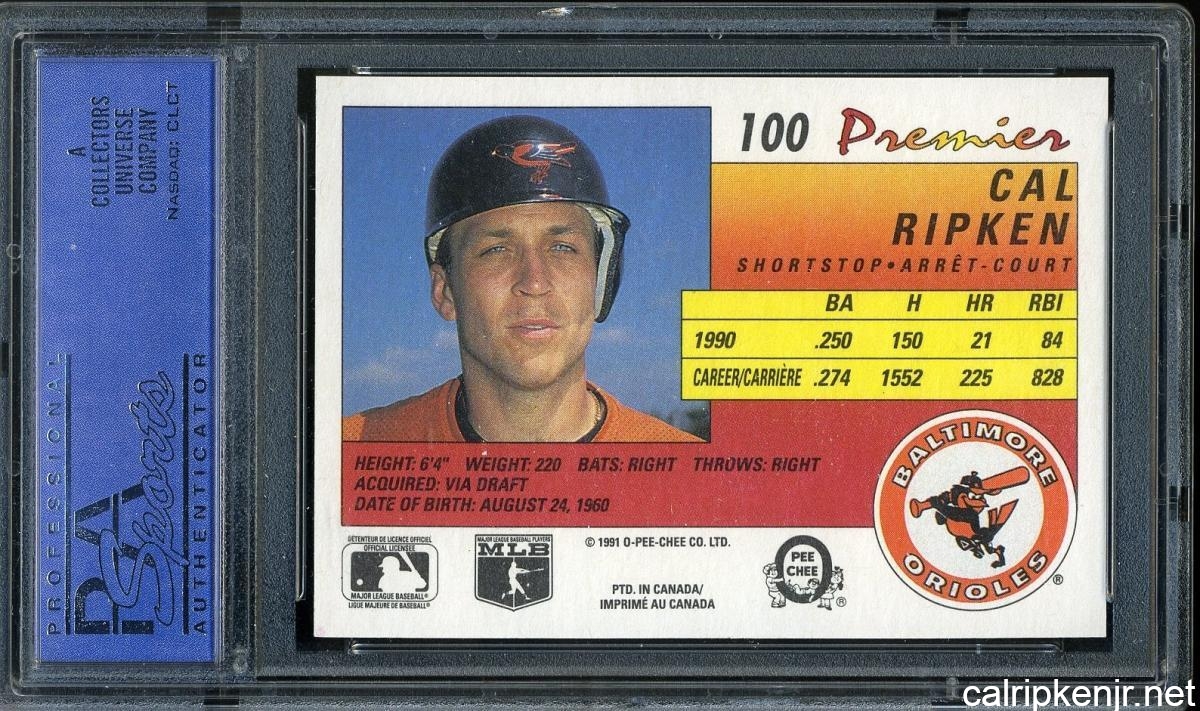 A
COLLECTORS
UNIVERSE
COMPANY
NASDAQ: CLCT
PROFESSIONAL
PSA
Sports
AUTHENTICATOR
100 Premier
CAL
RIPKEN
SHORTSTOP•ARRÊT-COURT
BA H HR RBI
1990 .250 150 21 84
CAREER/CARRIÈRE .274 1552 225 828
HEIGHT: 6'4" WEIGHT: 220 BATS: RIGHT THROWS: RIGHT
ACQUIRED: VIA DRAFT
DATE OF BIRTH: AUGUST 24, 1960
BALTIMORE
ORIOLES
®
DÉTENTEUR DE LICENCE OFFICIEL
OFFICIAL LICENSEE
MAJOR LEAGUE BASEBALL®
LIGUE MAJEURE DE BASEBALL®
MAJOR LEAGUE BASEBALL PLAYERS
MLB
© 1991 O-PEE-CHEE CO. LTD.
PTD. IN CANADA/
IMPRIMÉ AU CANADA
O
PEE
CHEE
®
calripkenjr.net